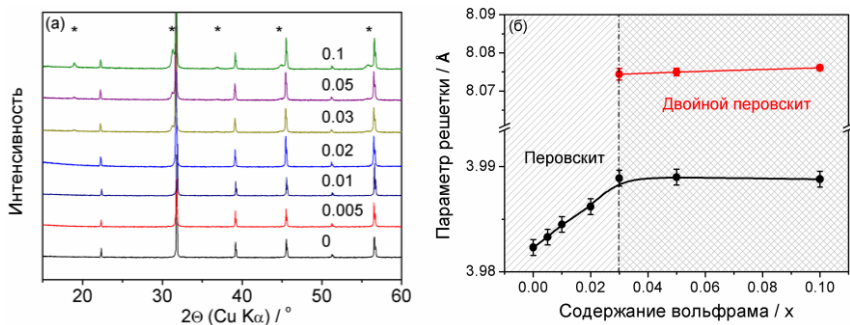 (а)
* * * * *
0.1
0.05
0.03
0.02
0.01
0.005
0
Интенсивность
20 30 40 50 60
2Θ (Cu Kα) / °
(б)
8.09
8.08
8.07
3.99
3.98
Параметр решетки / Å
Двойной перовскит
Перовскит
0.00 0.02 0.04 0.06 0.08 0.10
Содержание вольфрама / x